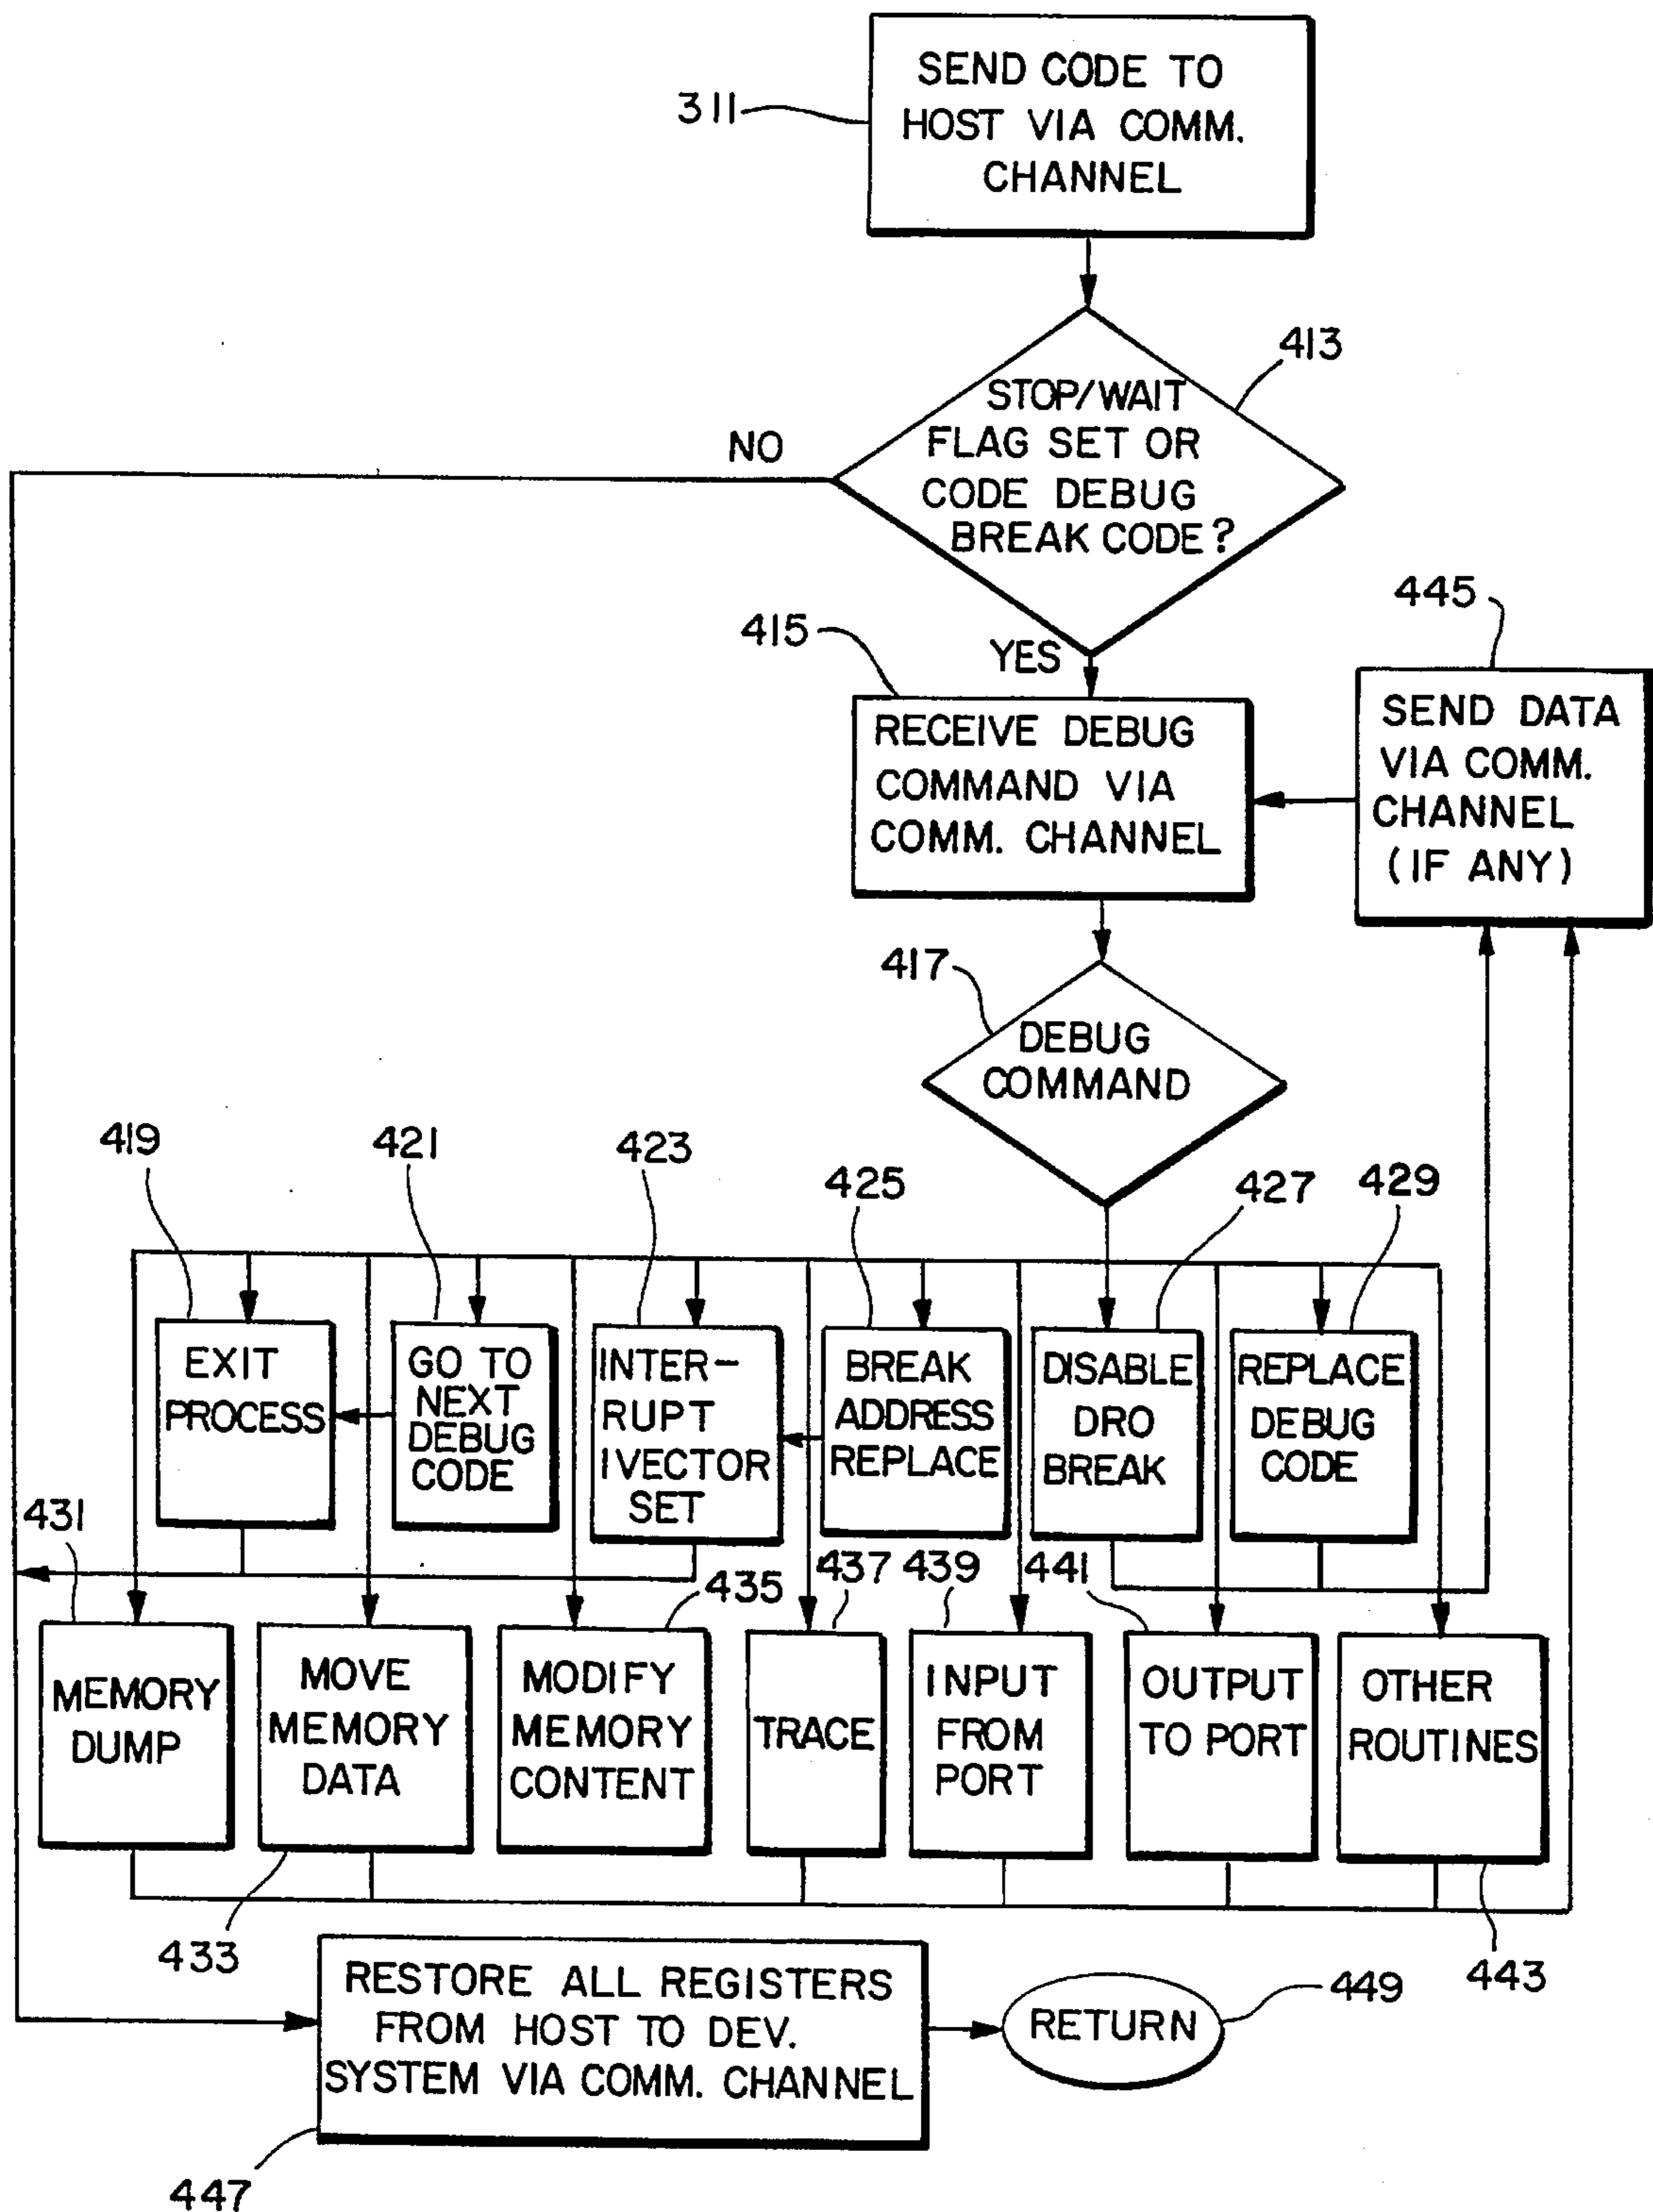 SEND CODE TO
HOST VIA COMM.
CHANNEL
311
STOP/WAIT
FLAG SET OR
CODE DEBUG
BREAK CODE?
413
NO
YES
415
RECEIVE DEBUG
COMMAND VIA
COMM. CHANNEL
445
SEND DATA
VIA COMM.
CHANNEL
(IF ANY)
417
DEBUG
COMMAND
419
421
423
425
427
429
EXIT
PROCESS
GO TO
NEXT
DEBUG
CODE
INTER-
RUPT
IVECTOR
SET
BREAK
ADDRESS
REPLACE
DISABLE
DRO
BREAK
REPLACE
DEBUG
CODE
431
435
437
439
441
MEMORY
DUMP
MOVE
MEMORY
DATA
MODIFY
MEMORY
CONTENT
TRACE
INPUT
FROM
PORT
OUTPUT
TO PORT
OTHER
ROUTINES
433
443
RESTORE ALL REGISTERS
FROM HOST TO DEV.
SYSTEM VIA COMM. CHANNEL
RETURN
449
447